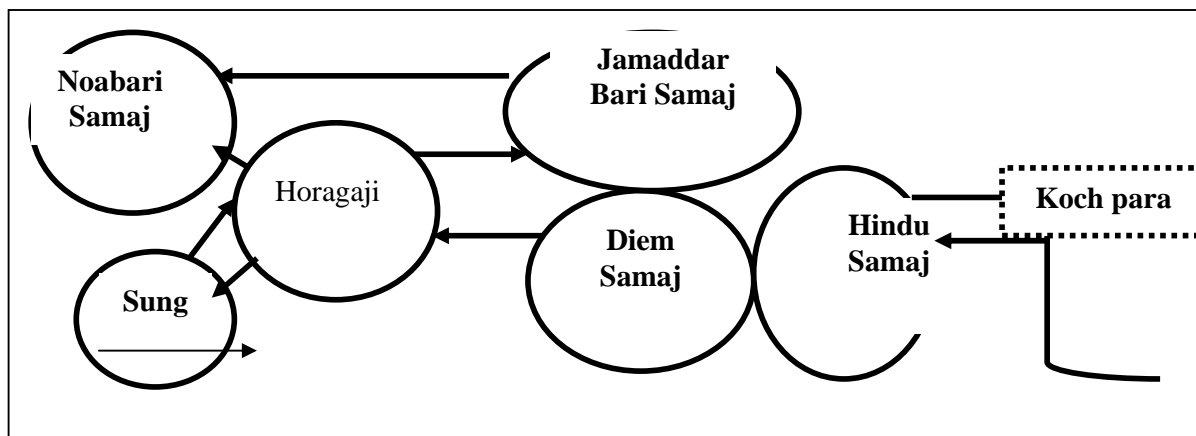 Noabari
Samaj
Jamaddar
Bari Samaj
Horagaji
Koch para
Hindu
Samaj
Diem
Samaj
Sung